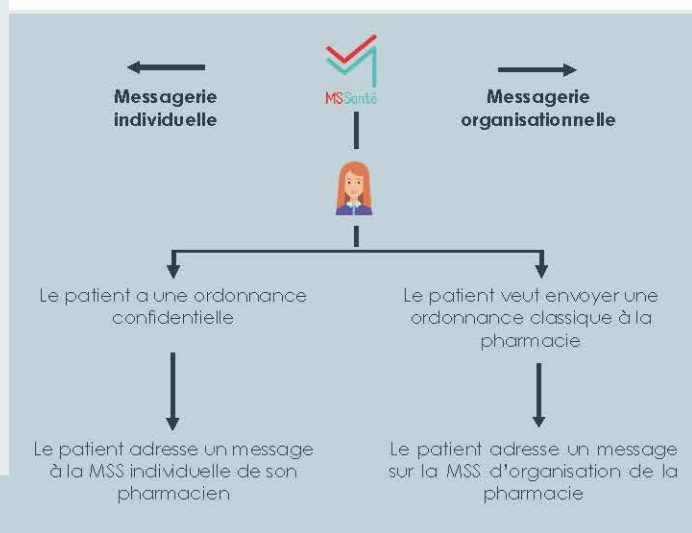 MSSanté
Messagerie
individuelle
Messagerie
organisationnelle
Le patient a une ordonnance
confidentielle
Le patient veut envoyer une
ordonnance classique à la
pharmacie
Le patient adresse un message
à la MSS individuelle de son
pharmacien
Le patient adresse un message
sur la MSS d'organisation de la
pharmacie